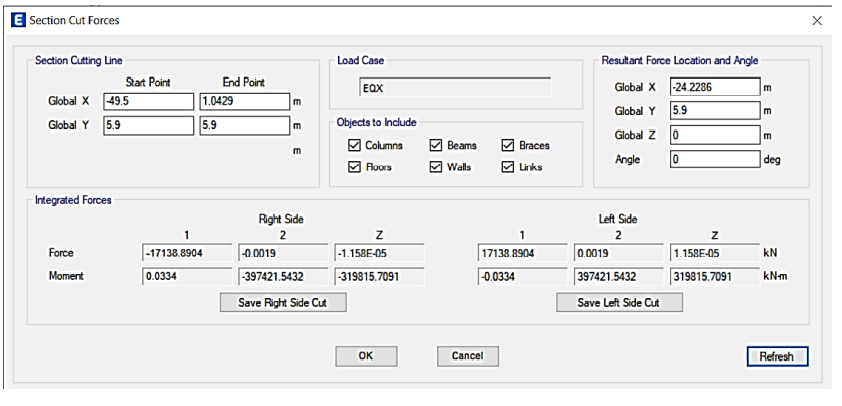 E Section Cut Forces
Section Cutting Line
Start Point End Point
Global X -49.5 1.0429 m
Global Y 5.9 5.9 m
m
Load Case
EQX
Objects to Include
Columns Beams Braces
Floors Walls Links
Resultant Force Location and Angle
Global X -24.2286 m
Global Y 5.9 m
Global Z 0 m
Angle 0 deg
Integrated Forces
Right Side Left Side
1 2 Z 1 2 Z
Force -17138.8904 -0.0019 -1.158E-05 17138.8904 0.0019 1.158E-05 kN
Moment 0.0334 -397421.5432 -319815.7091 -0.0334 397421.5432 319815.7091 kN-m
Save Right Side Cut Save Left Side Cut
OK Cancel Refresh